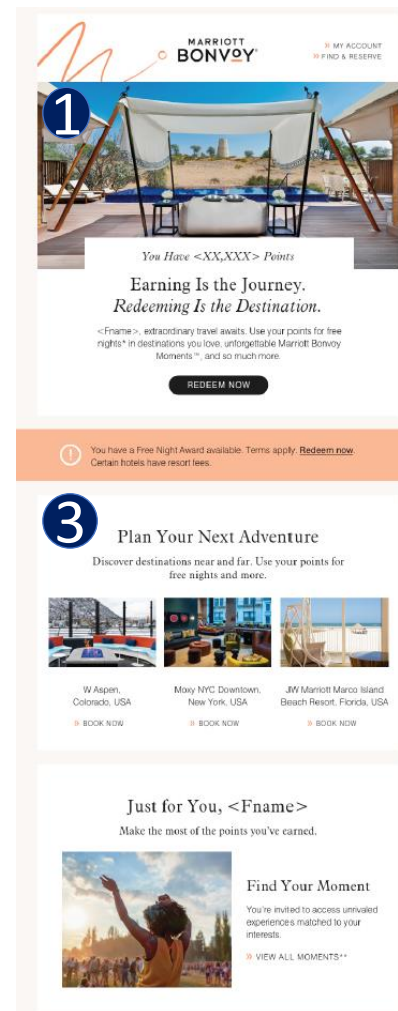 MARRIOTT
BONVOY
» MY ACCOUNT
» FIND & RESERVE
1
You Have <XX,XXX> Points
Earning Is the Journey.
Redeeming Is the Destination.
<Fname>, extraordinary travel awaits. Use your points for free
nights* in destinations you love, unforgettable Marriott Bonvoy
Moments™, and so much more.
REDEEM NOW
! You have a Free Night Award available. Terms apply. Redeem now.
Certain hotels have resort fees.
3
Plan Your Next Adventure
Discover destinations near and far. Use your points for
free nights and more.
W Aspen,
Colorado, USA
» BOOK NOW
Moxy NYC Downtown,
New York, USA
» BOOK NOW
JW Marriott Marco Island
Beach Resort, Florida, USA
» BOOK NOW
Just for You, <Fname>
Make the most of the points you've earned.
Find Your Moment
You're invited to access unrivaled
experiences matched to your
interests.
» VIEW ALL MOMENTS**